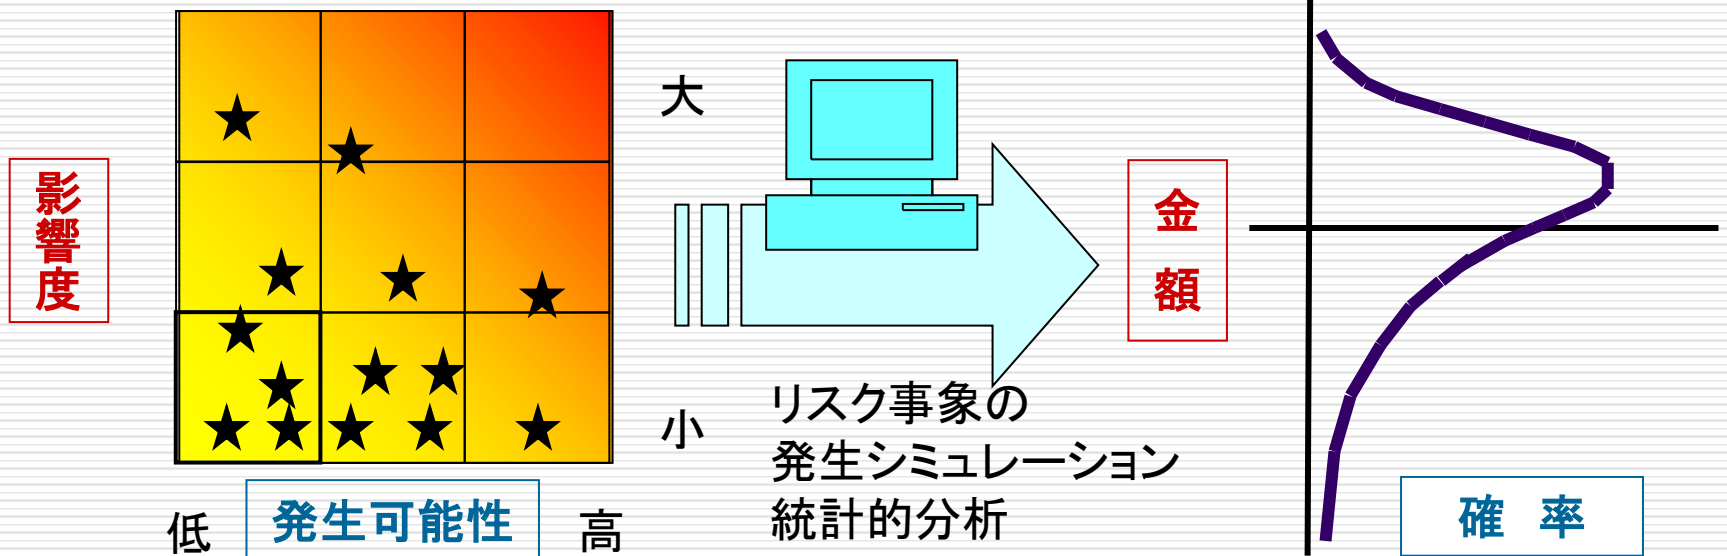 影響度
大
小
低
発生可能性
高
リスク事象の
発生シミュレーション
統計的分析
金額
確 率